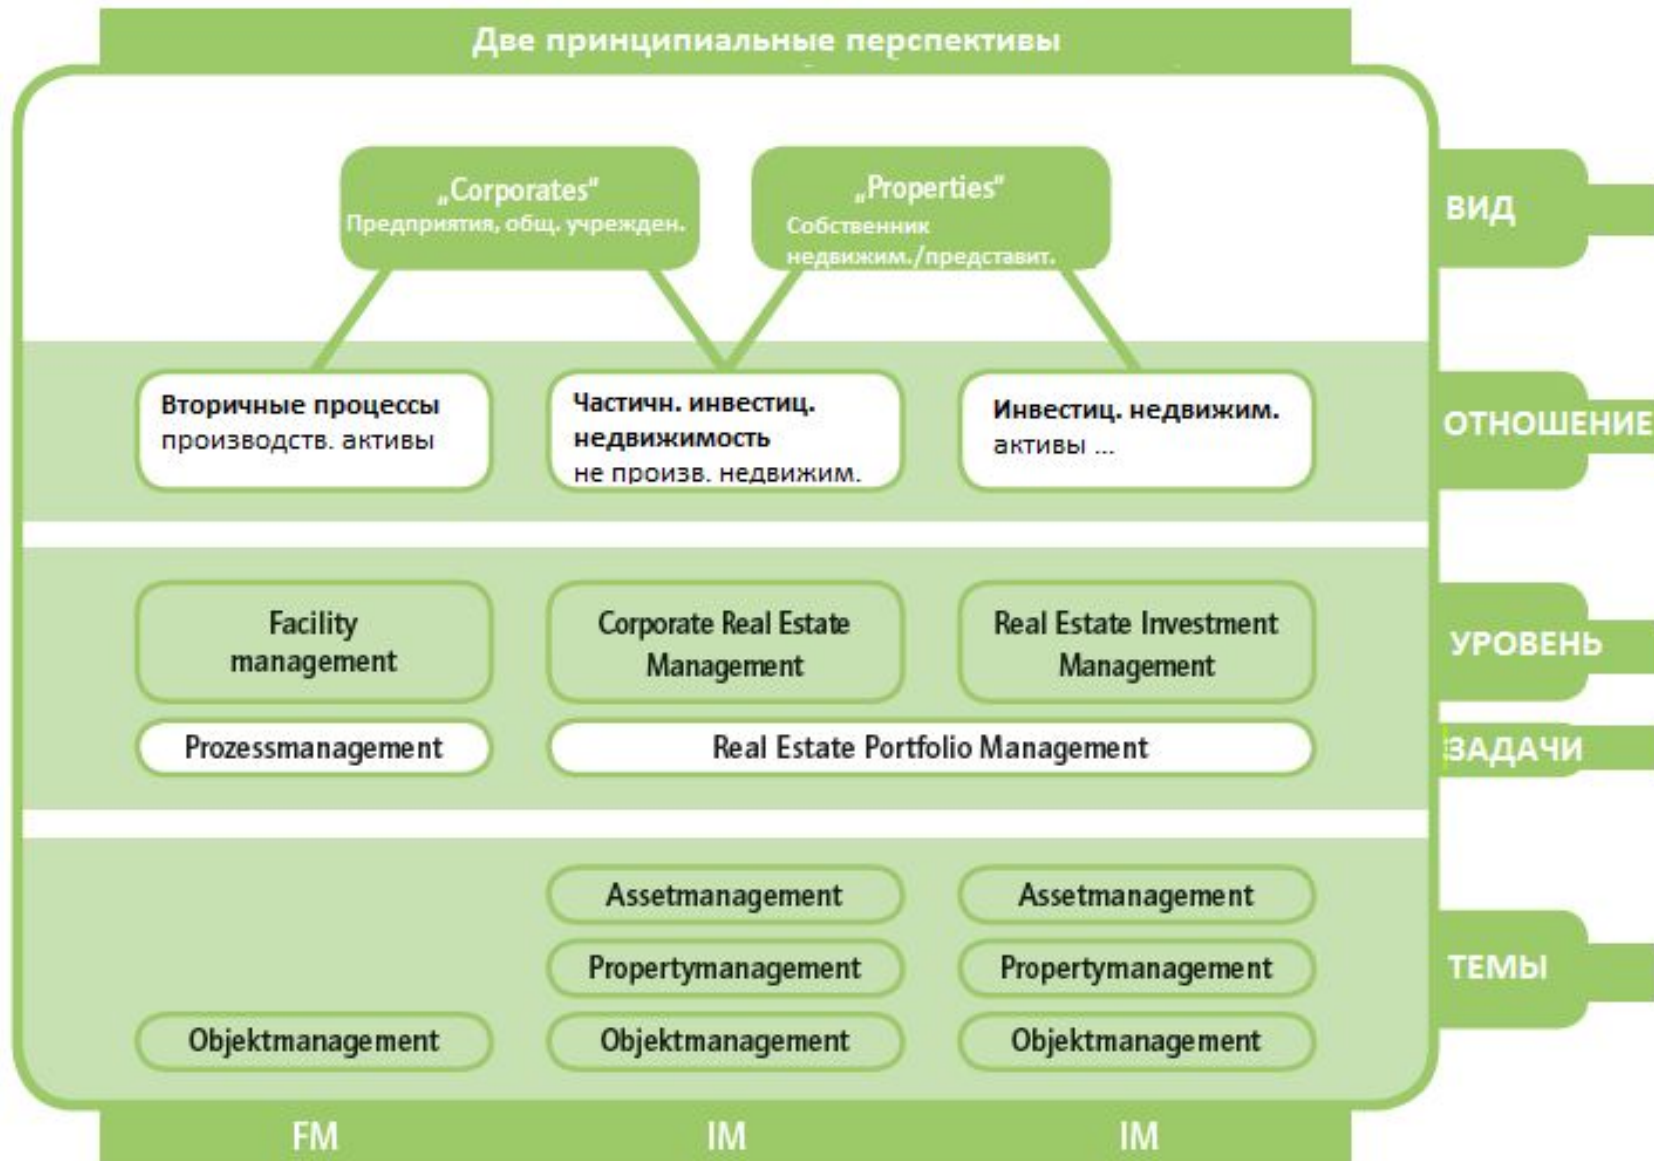 Две принципиальные перспективы
„Corporates“
Предприятия, общ. учрежден.
„Properties“
Собственник
недвижим./представит.
ВИД
Вторичные процессы
производств. активы
Частичн. инвестиц.
недвижимость
не произв. недвижим.
Инвестиц. недвижим.
активы ...
ОТНОШЕНИЕ
Facility
management
Corporate Real Estate
Management
Real Estate Investment
Management
УРОВЕНЬ
Prozessmanagement
Real Estate Portfolio Management
ЗАДАЧИ
Assetmanagement
Assetmanagement
Propertymanagement
Propertymanagement
ТЕМЫ
Objektmanagement
Objektmanagement
Objektmanagement
FM
IM
IM